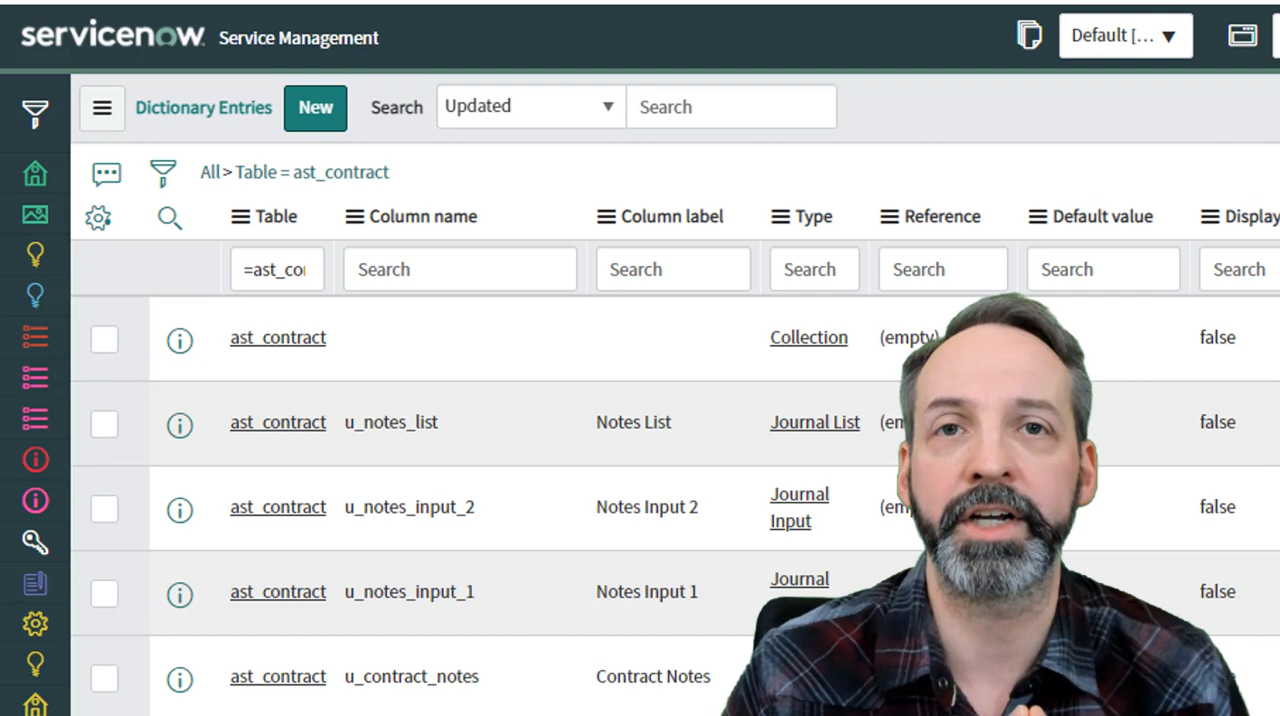 servicenow Service Management Default [... ▼
Dictionary Entries New Search Updated ▼ Search
All > Table = ast_contract
Table Column name Column label Type Reference Default value Display
=ast_co Search Search Search Search Search Search
ast_contract Collection (empty) false
ast_contract u_notes_list Notes List Journal List (em false
ast_contract u_notes_input_2 Notes Input 2 Journal Input (em false
ast_contract u_notes_input_1 Notes Input 1 Journal false
ast_contract u_contract_notes Contract Notes